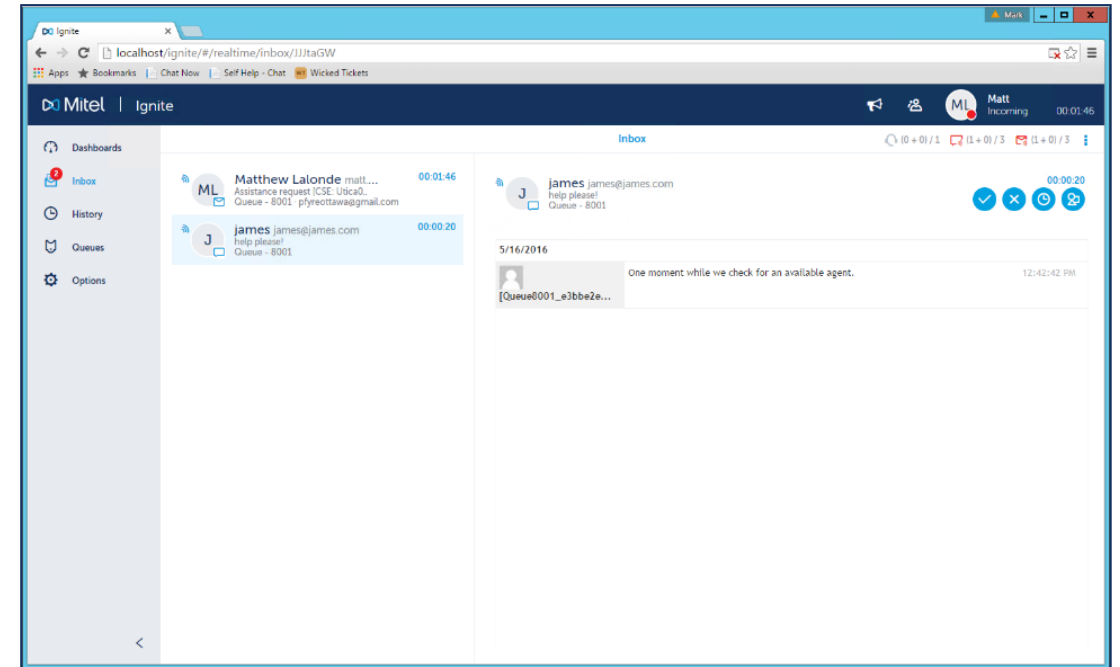 Mark
Ignite
localhost/ignite/#/realtime/inbox/JJJtaGW
Apps Bookmarks Chat Now Self Help - Chat Wicked Tickets
Mitel | Ignite
ML
Matt
Incoming
00:01:46
Inbox
(0 + 0) / 1 (1 + 0) / 3 (1 + 0) / 3
Dashboards
2
Inbox
History
Queues
Options
ML
Matthew Lalonde matt....
00:01:46
Assistance request [CSE: Utica0..
Queue - 8001 · pfyreottawa@gmail.com
J
james james@james.com
00:00:20
help please!
Queue - 8001
J
james james@james.com
help please!
Queue - 8001
00:00:20
5/16/2016
[Queue8001_e3bbe2e...
One moment while we check for an available agent.
12:42:42 PM